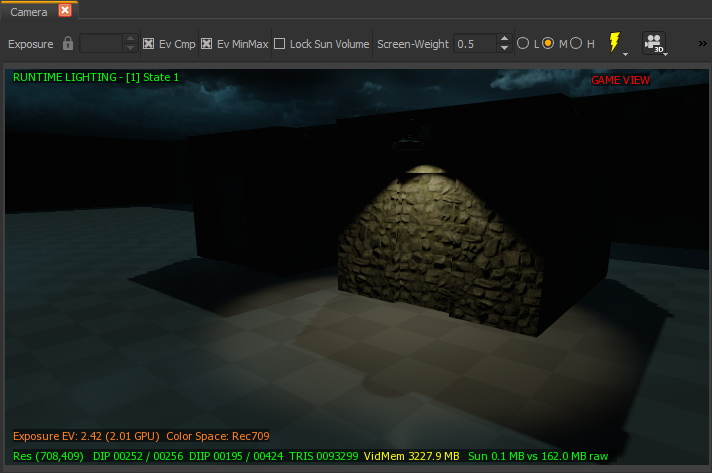 Camera
Exposure Ev Cmp Ev MinMax Lock Sun Volume Screen-Weight 0.5 L M H 3D »
RUNTIME LIGHTING - [1] State 1 GAME VIEW
Exposure EV: 2.42 (2.01 GPU) Color Space: Rec709
Res (708,409) DIP 00252 / 00256 DIIP 00195 / 00424 TRIS 0093299 VidMem 3227.9 MB Sun 0.1 MB vs 162.0 MB raw